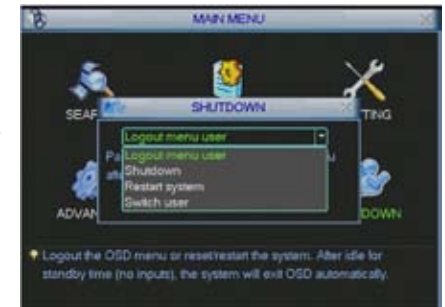 MAIN MENU
SEAR
SHUTDOWN
TING
Logout menu user
Pa
u
Logout menu user
aft
Shutdown
Restart system
Switch user
ADVAN
DOWN
Logout the OSD menu or reset/restart the system. After idle for
standby time (no inputs), the system will exit OSD automatically.